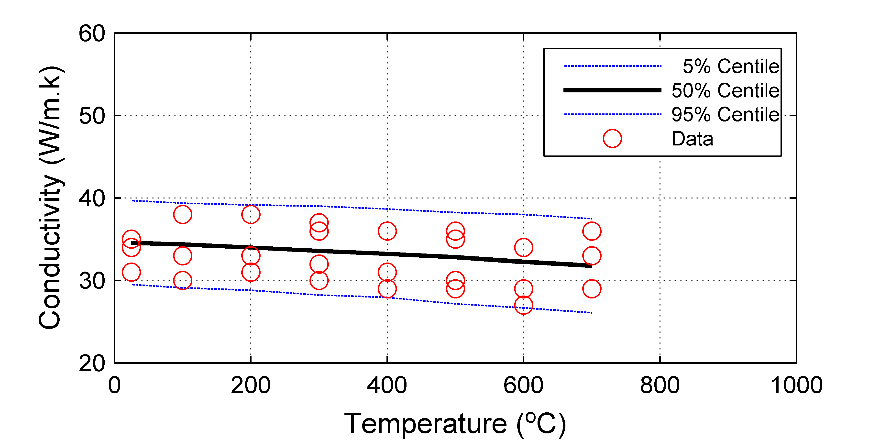 60
50
40
30
20
0
200
400
600
800
1000
Conductivity (W/m.k)
Temperature (ºC)
5% Centile
50% Centile
95% Centile
Data